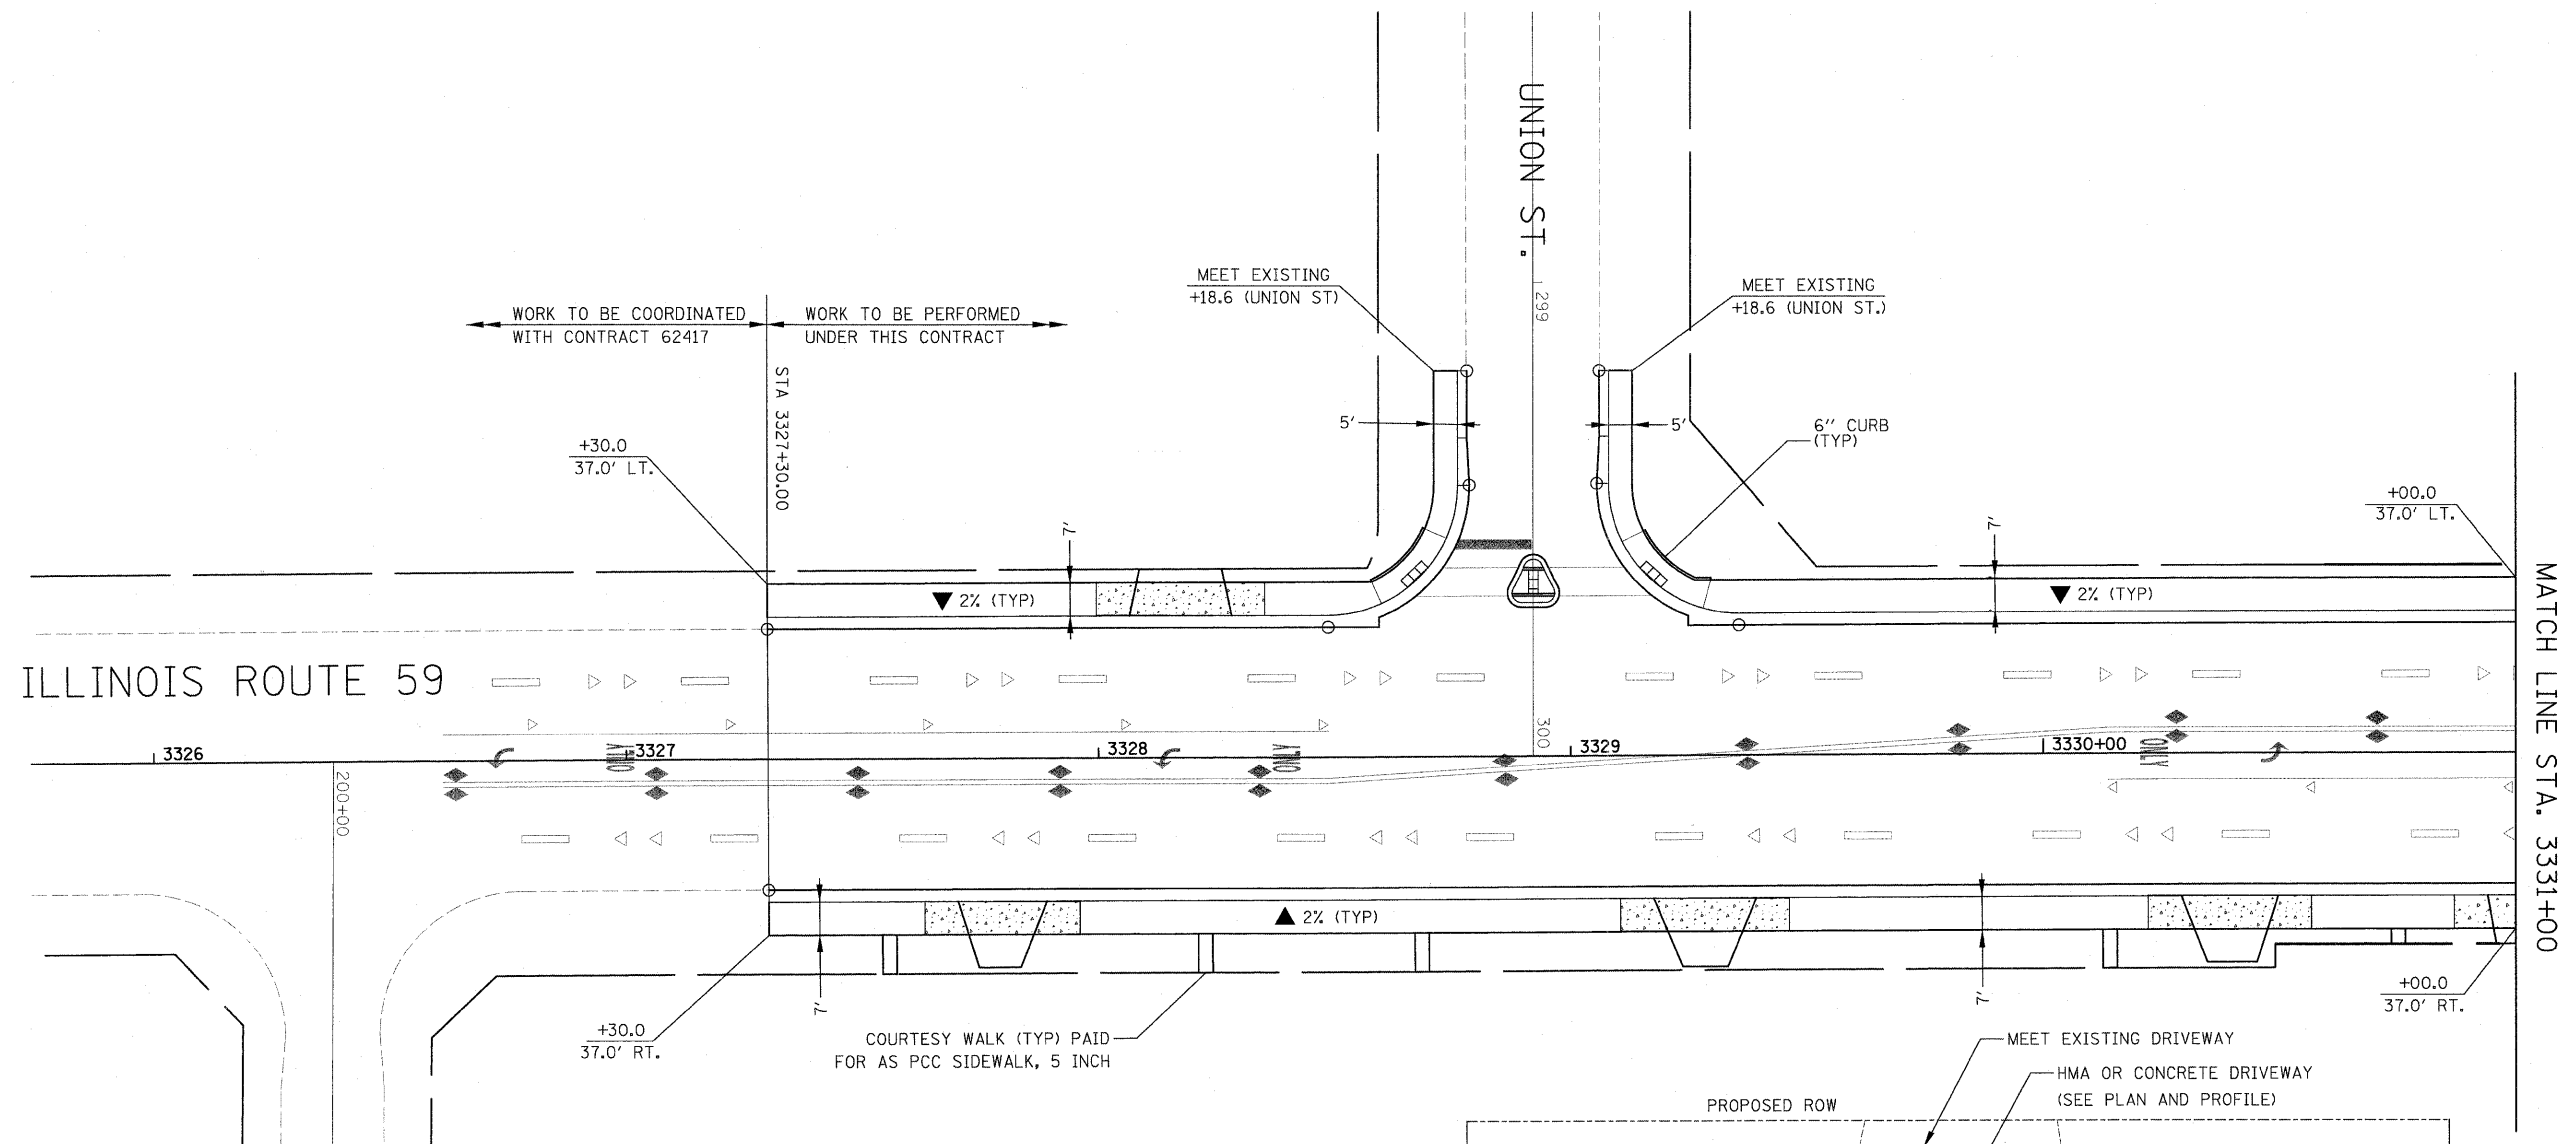 UNION ST.
299
MEET EXISTING
+18.6 (UNION ST)
MEET EXISTING
+18.6 (UNION ST.)
WORK TO BE COORDINATED
WITH CONTRACT 62417
WORK TO BE PERFORMED
UNDER THIS CONTRACT
STA 3327+30.00
+30.0
37.0' LT.
5'
5'
6" CURB
(TYP)
+00.0
37.0' LT.
7'
7'
2% (TYP)
2% (TYP)
MATCH LINE STA. 3331+00
ILLINOIS ROUTE 59
3326
ONLY
3327
3328
ONLY
300
3329
3330+00
ONLY
200+00
2% (TYP)
7'
7'
+30.0
37.0' RT.
COURTESY WALK (TYP) PAID
FOR AS PCC SIDEWALK, 5 INCH
+00.0
37.0' RT.
MEET EXISTING DRIVEWAY
HMA OR CONCRETE DRIVEWAY
(SEE PLAN AND PROFILE)
PROPOSED ROW